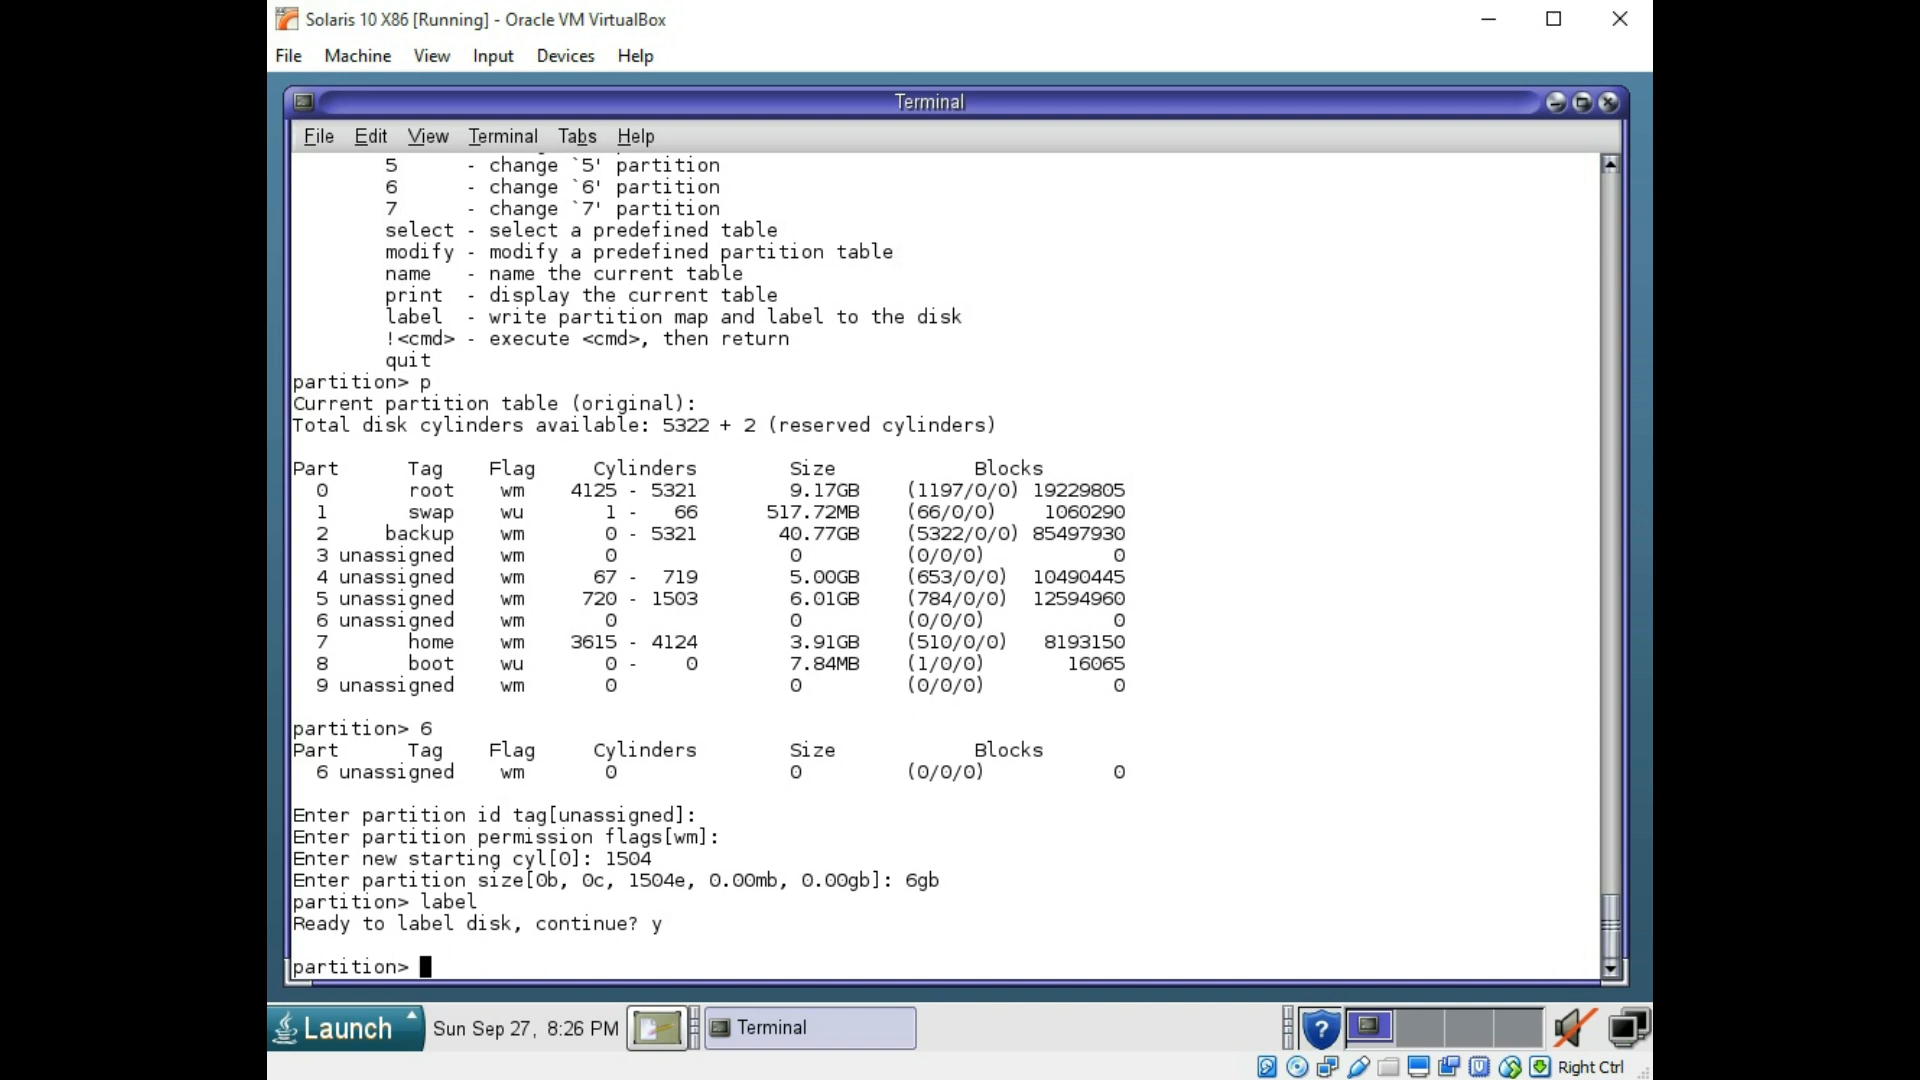 Solaris 10 X86 [Running] - Oracle VM VirtualBox
File Machine View Input Devices Help
Terminal
File Edit View Terminal Tabs Help
5 - change `5' partition
6 - change `6' partition
7 - change `7' partition
select - select a predefined table
modify - modify a predefined partition table
name - name the current table
print - display the current table
label - write partition map and label to the disk
!<cmd> - execute <cmd>, then return
quit
partition> p
Current partition table (original):
Total disk cylinders available: 5322 + 2 (reserved cylinders)
Part Tag Flag Cylinders Size Blocks
0 root wm 4125 - 5321 9.17GB (1197/0/0) 19229805
1 swap wu 1 - 66 517.72MB (66/0/0) 1060290
2 backup wm 0 - 5321 40.77GB (5322/0/0) 85497930
3 unassigned wm 0 0 (0/0/0) 0
4 unassigned wm 67 - 719 5.00GB (653/0/0) 10490445
5 unassigned wm 720 - 1503 6.01GB (784/0/0) 12594960
6 unassigned wm 0 0 (0/0/0) 0
7 home wm 3615 - 4124 3.91GB (510/0/0) 8193150
8 boot wu 0 - 0 7.84MB (1/0/0) 16065
9 unassigned wm 0 0 (0/0/0) 0
partition> 6
Part Tag Flag Cylinders Size Blocks
6 unassigned wm 0 0 (0/0/0) 0
Enter partition id tag[unassigned]:
Enter partition permission flags[wm]:
Enter new starting cyl[0]: 1504
Enter partition size[0b, 0c, 1504e, 0.00mb, 0.00gb]: 6gb
partition> label
Ready to label disk, continue? y
partition>
Launch Sun Sep 27, 8:26 PM Terminal ?
Right Ctrl